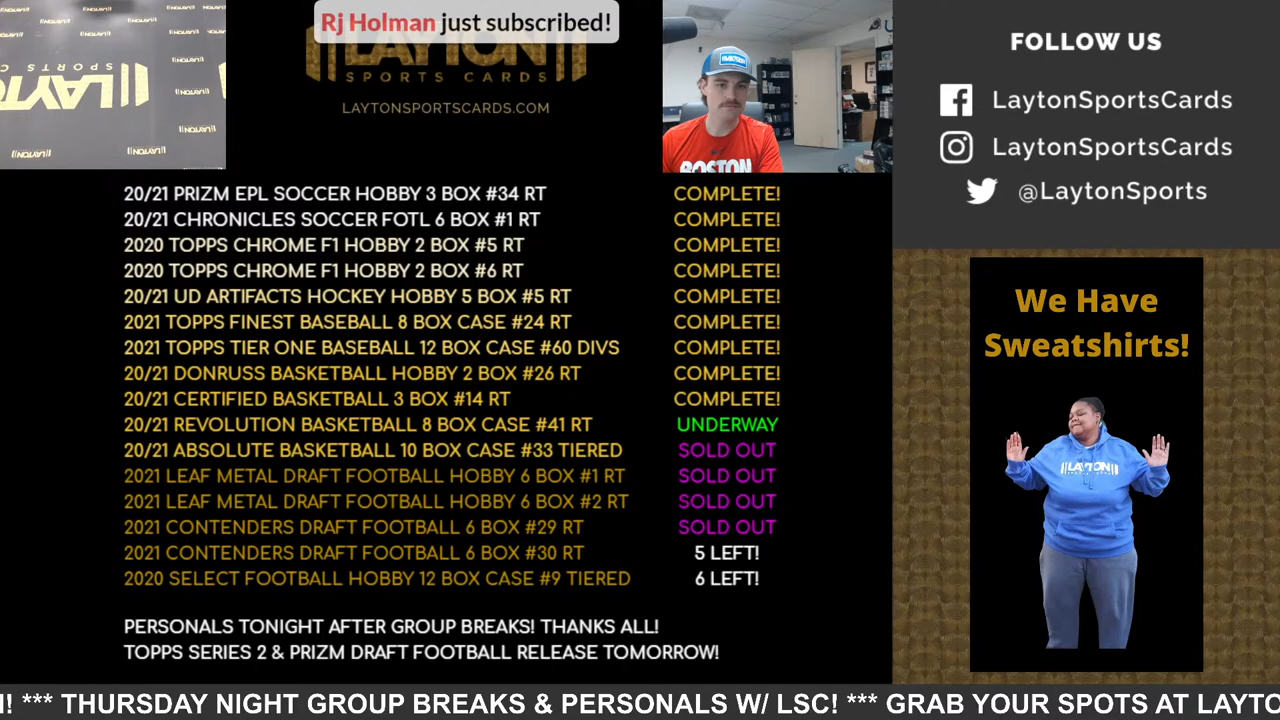 Rj Holman just subscribed!
LAYTON
SPORTS CARDS
LAYTONSPORTSCARDS.COM
BOSTON
FOLLOW US
LaytonSportsCards
LaytonSportsCards
@LaytonSports
20/21 PRIZM EPL SOCCER HOBBY 3 BOX #34 RT COMPLETE!
20/21 CHRONICLES SOCCER FOTL 6 BOX #1 RT COMPLETE!
2020 TOPPS CHROME F1 HOBBY 2 BOX #5 RT COMPLETE!
2020 TOPPS CHROME F1 HOBBY 2 BOX #6 RT COMPLETE!
20/21 UD ARTIFACTS HOCKEY HOBBY 5 BOX #5 RT COMPLETE!
2021 TOPPS FINEST BASEBALL 8 BOX CASE #24 RT COMPLETE!
2021 TOPPS TIER ONE BASEBALL 12 BOX CASE #60 DIVS COMPLETE!
20/21 DONRUSS BASKETBALL HOBBY 2 BOX #26 RT COMPLETE!
20/21 CERTIFIED BASKETBALL 3 BOX #14 RT COMPLETE!
20/21 REVOLUTION BASKETBALL 8 BOX CASE #41 RT UNDERWAY
20/21 ABSOLUTE BASKETBALL 10 BOX CASE #33 TIERED SOLD OUT
2021 LEAF METAL DRAFT FOOTBALL HOBBY 6 BOX #1 RT SOLD OUT
2021 LEAF METAL DRAFT FOOTBALL HOBBY 6 BOX #2 RT SOLD OUT
2021 CONTENDERS DRAFT FOOTBALL 6 BOX #29 RT SOLD OUT
2021 CONTENDERS DRAFT FOOTBALL 6 BOX #30 RT 5 LEFT!
2020 SELECT FOOTBALL HOBBY 12 BOX CASE #9 TIERED 6 LEFT!
PERSONALS TONIGHT AFTER GROUP BREAKS! THANKS ALL!
TOPPS SERIES 2 & PRIZM DRAFT FOOTBALL RELEASE TOMORROW!
We Have
Sweatshirts!
LAYTON
! *** THURSDAY NIGHT GROUP BREAKS & PERSONALS W/ LSC! *** GRAB YOUR SPOTS AT LAYTO